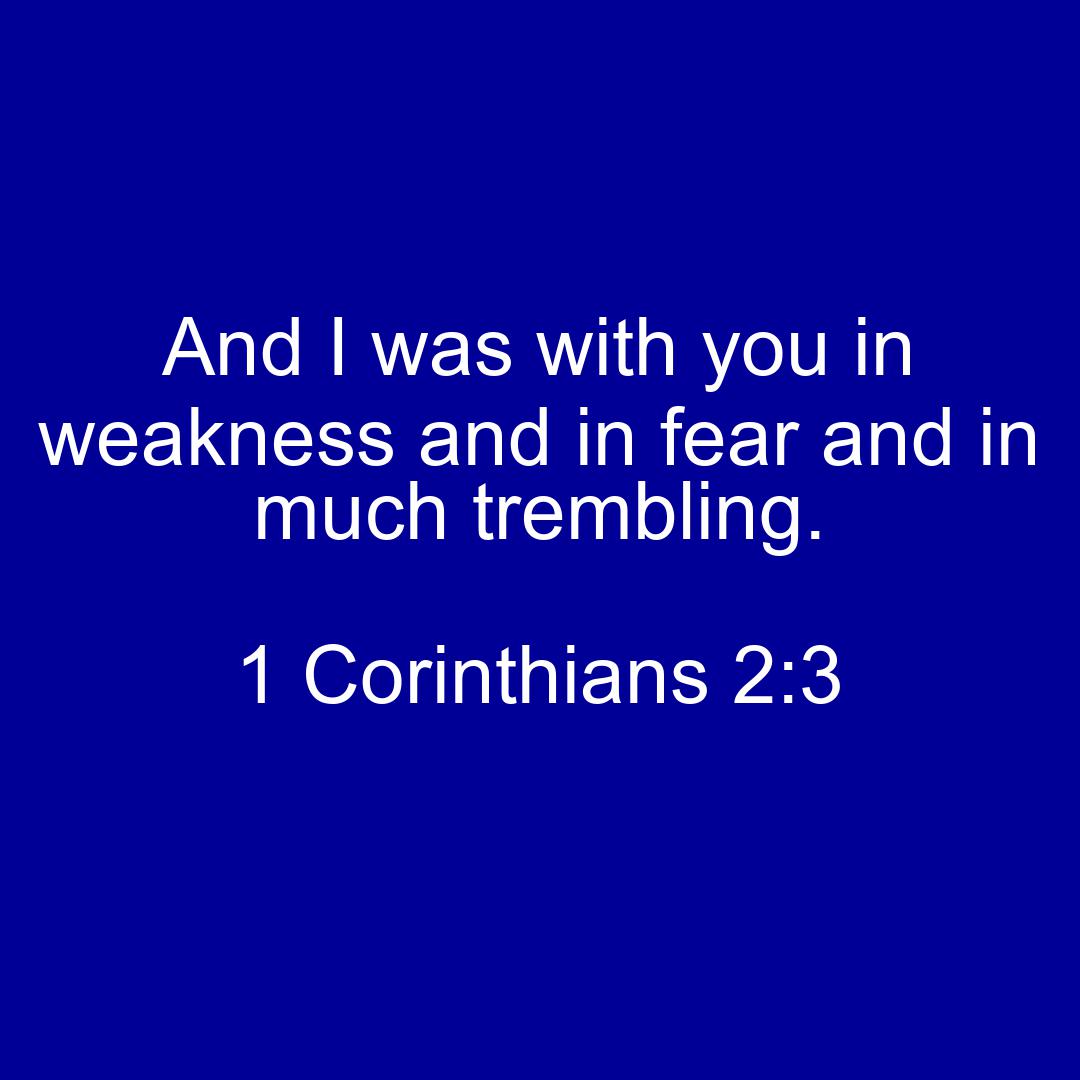 And I was with you in
weakness and in fear and in
much trembling.
1 Corinthians 2:3